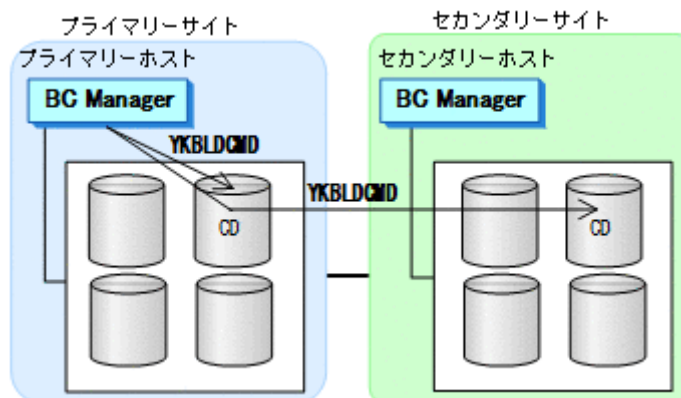 プライマリーサイト
プライマリーホスト
BC Manager
YKBLDCMD
CD
YKBLDCMD
セカンダリーサイト
セカンダリーホスト
BC Manager
CD